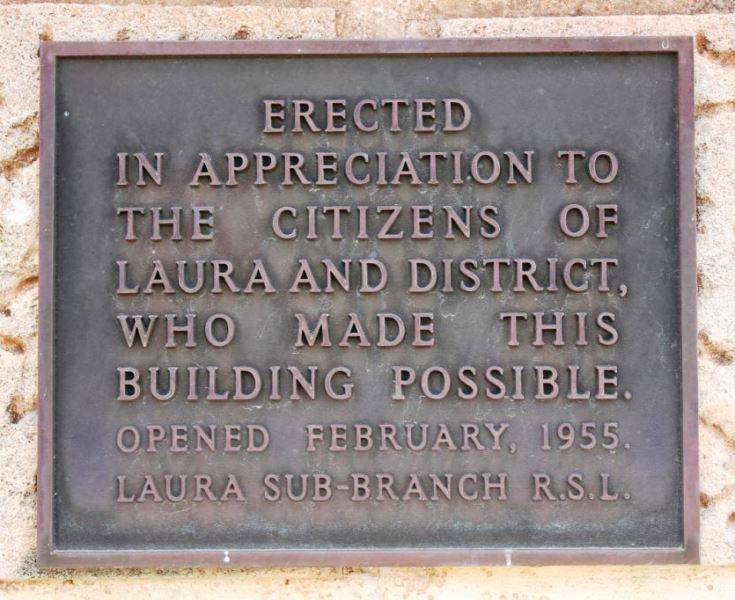 ERECTED
IN APPRECIATION TO
THE CITIZENS OF
LAURA AND DISTRICT,
WHO MADE THIS
BUILDING POSSIBLE.
OPENED FEBRUARY, 1955.
LAURA SUB-BRANCH R.S.L.